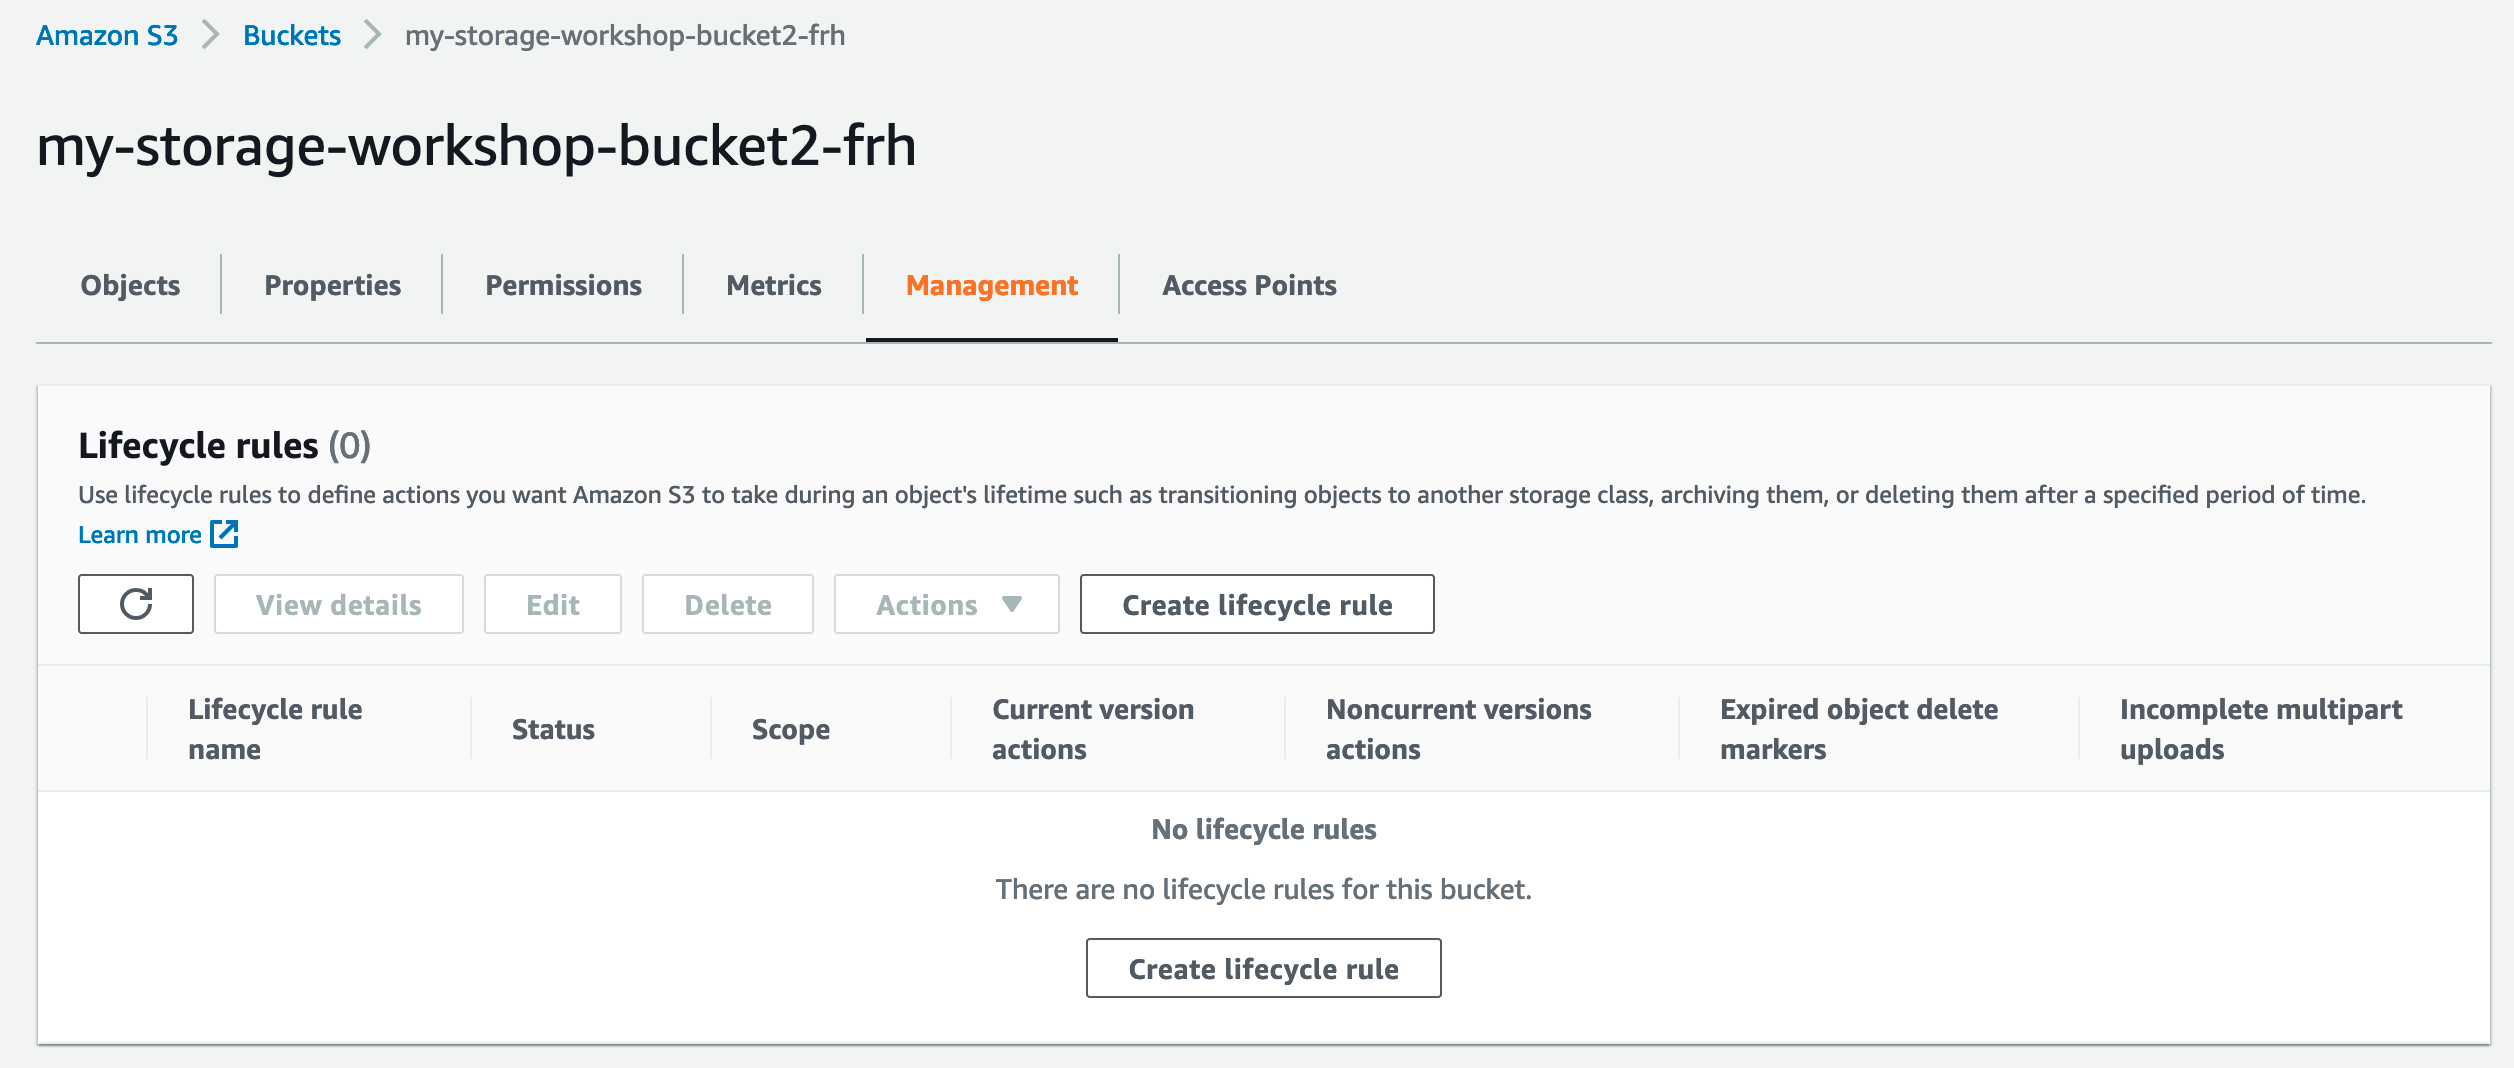 Amazon S3 > Buckets > my-storage-workshop-bucket2-frh
my-storage-workshop-bucket2-frh
Objects Properties Permissions Metrics Management Access Points
Lifecycle rules (0)
Use lifecycle rules to define actions you want Amazon S3 to take during an object's lifetime such as transitioning objects to another storage class, archiving them, or deleting them after a specified period of time.
Learn more
View details Edit Delete Actions Create lifecycle rule
Lifecycle rule name Status Scope Current version actions Noncurrent versions actions Expired object delete markers Incomplete multipart uploads
No lifecycle rules
There are no lifecycle rules for this bucket.
Create lifecycle rule